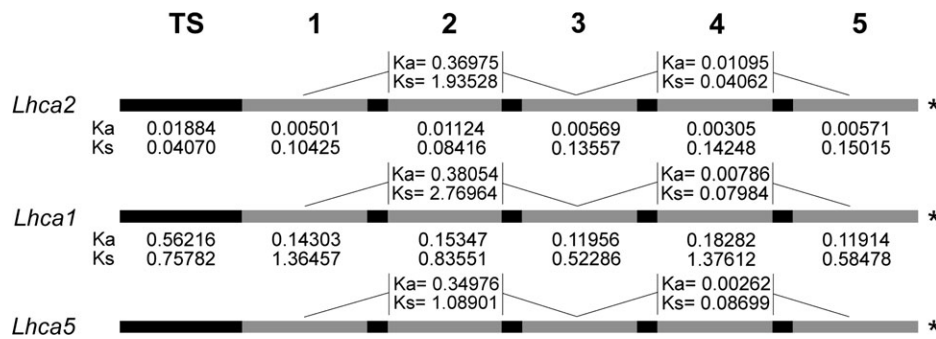 TS 1 2 3 4 5
Ka= 0.36975 Ka= 0.01095
Ks= 1.93528 Ks= 0.04062
Lhca2 *
Ka 0.01884 0.00501 0.01124 0.00569 0.00305 0.00571
Ks 0.04070 0.10425 0.08416 0.13557 0.14248 0.15015
Ka= 0.38054 Ka= 0.00786
Ks= 2.76964 Ks= 0.07984
Lhca1 *
Ka 0.56216 0.14303 0.15347 0.11956 0.18282 0.11914
Ks 0.75782 1.36457 0.83551 0.52286 1.37612 0.58478
Ka= 0.34976 Ka= 0.00262
Ks= 1.08901 Ks= 0.08699
Lhca5 *